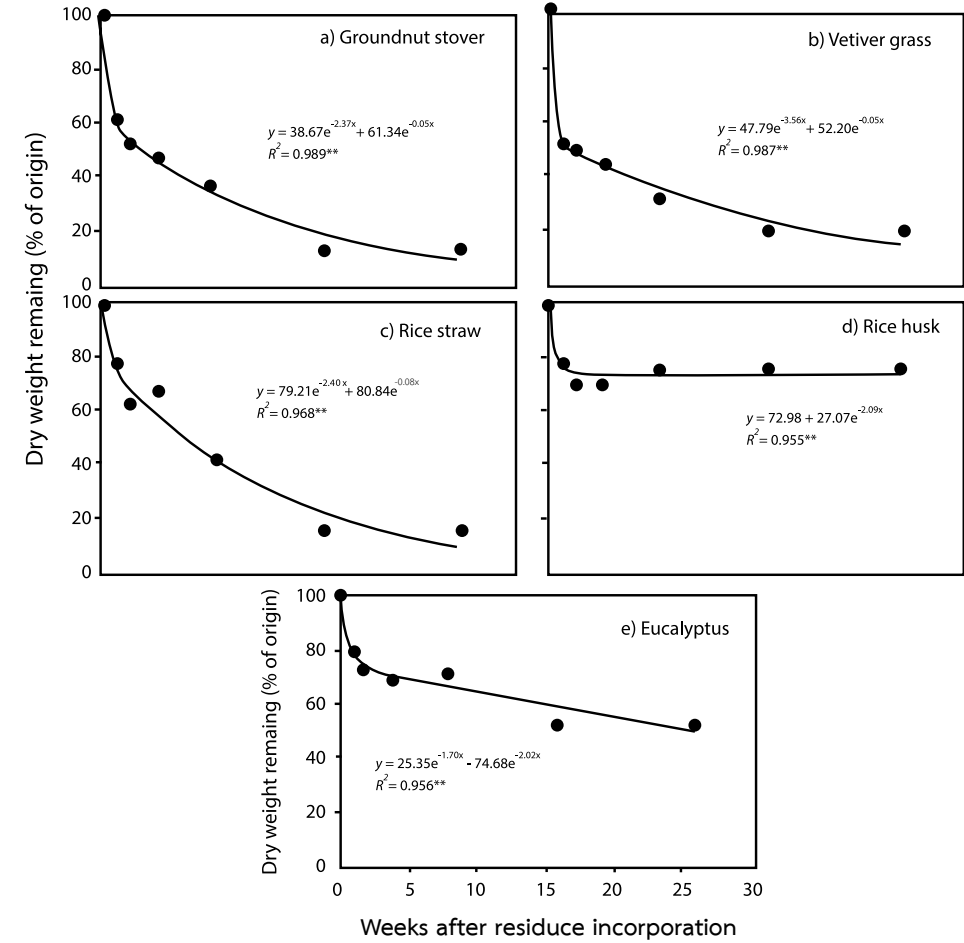 100
80
60
40
20
0
a) Groundnut stover
y = 38.67e^-2.37x + 61.34e^-0.05x
R^2 = 0.989**
b) Vetiver grass
y = 47.79e^-3.56x + 52.20e^-0.05x
R^2 = 0.987**
Dry weight remaing (% of origin)
100
80
60
40
20
0
c) Rice straw
y = 79.21e^-2.40x + 80.84e^-0.08x
R^2 = 0.968**
d) Rice husk
y = 72.98 + 27.07e^-2.09x
R^2 = 0.955**
Dry weight remaing (% of origin)
100
80
60
40
20
0
e) Eucalyptus
y = 25.35e^-1.70x - 74.68e^-2.02x
R^2 = 0.956**
0 5 10 15 20 25 30
Weeks after residuce incorporation